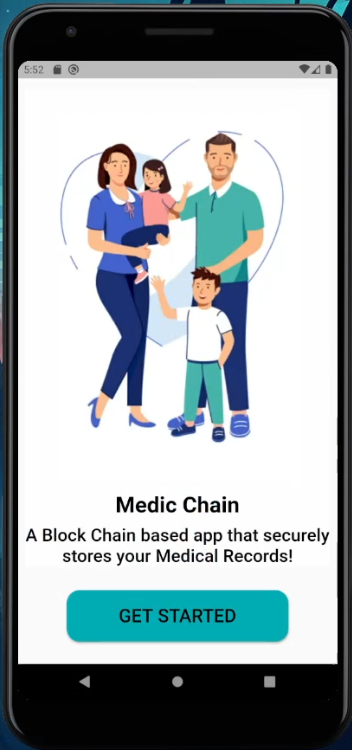 5:52
Medic Chain
A Block Chain based app that securely
stores your Medical Records!
GET STARTED